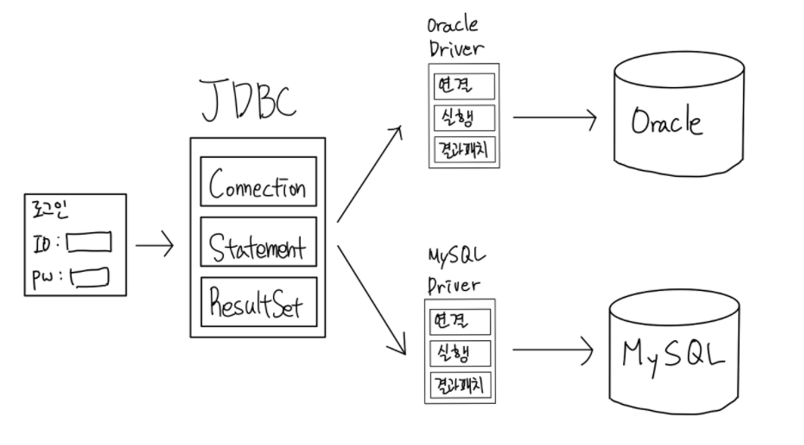 로그인
ID:
PW:
JDBC
Connection
Statement
ResultSet
Oracle
Driver
연결
실행
결과패치
Oracle
MySQL
Driver
연결
실행
결과패치
MySQL